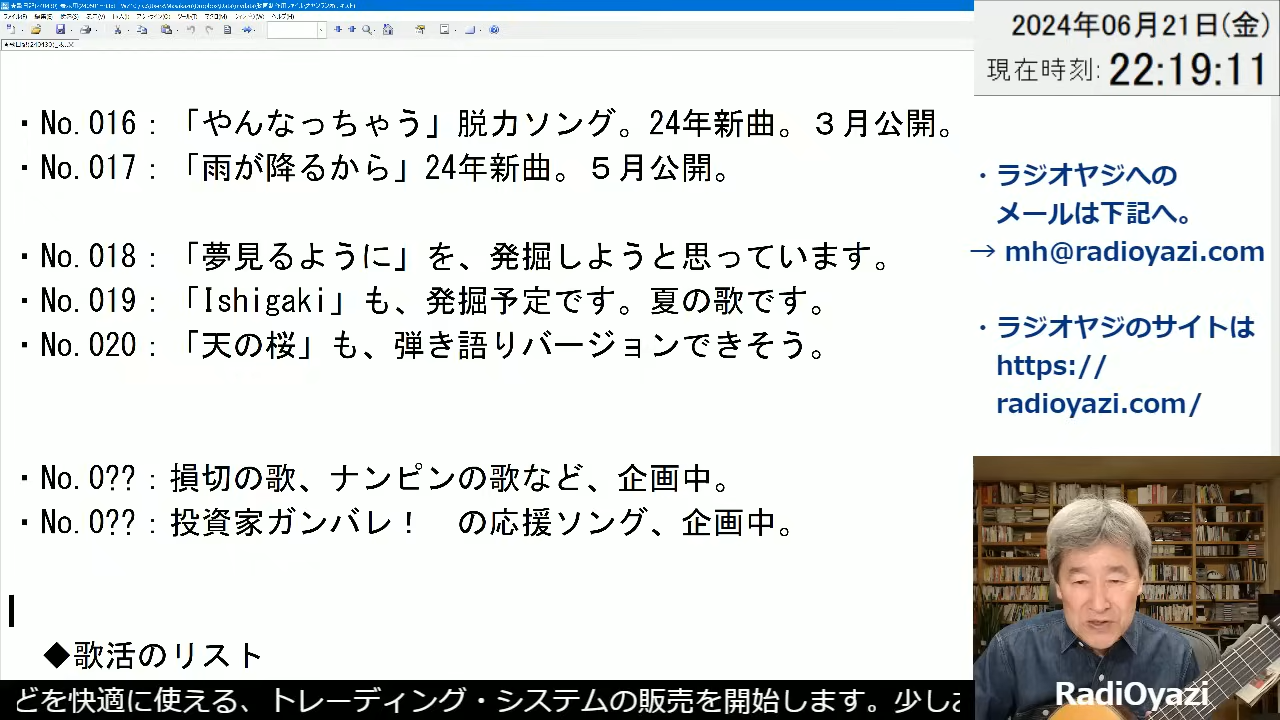 ・No.016：「やんなっちゃう」脱力ソング。24年新曲。３月公開。
・No.017：「雨が降るから」24年新曲。５月公開。
・No.018：「夢見るように」を、発掘しようと思っています。
・No.019：「Ishigaki」も、発掘予定です。夏の歌です。
・No.020：「天の桜」も、弾き語りバージョンできそう。
・No.0??：損切の歌、ナンピンの歌など、企画中。
・No.0??：投資家ガンバレ！　の応援ソング、企画中。
◆歌活のリスト
どを快適に使える、トレーディング・システムの販売を開始します。少し
2024年06月21日(金)
現在時刻: 22:19:11
・ラジオヤジへの
メールは下記へ。
→ mh@radioyazi.com
・ラジオヤジのサイトは
https://
radioyazi.com/
RadiOyazi